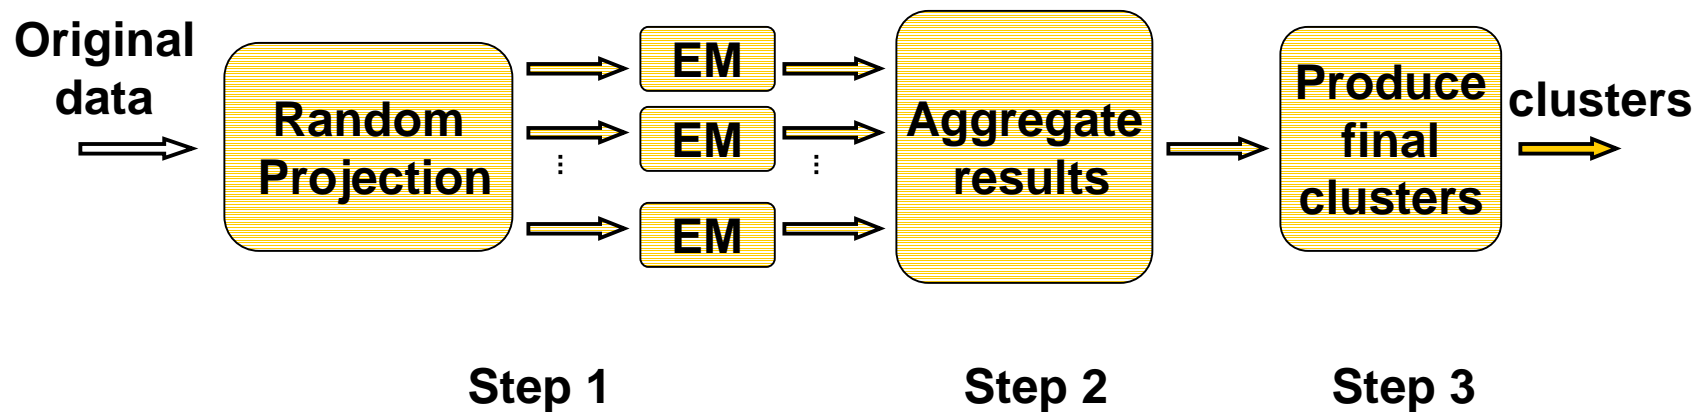 Original
data
Random
Projection
EM
EM
EM
Aggregate
results
Produce
final
clusters
clusters
Step 1
Step 2
Step 3